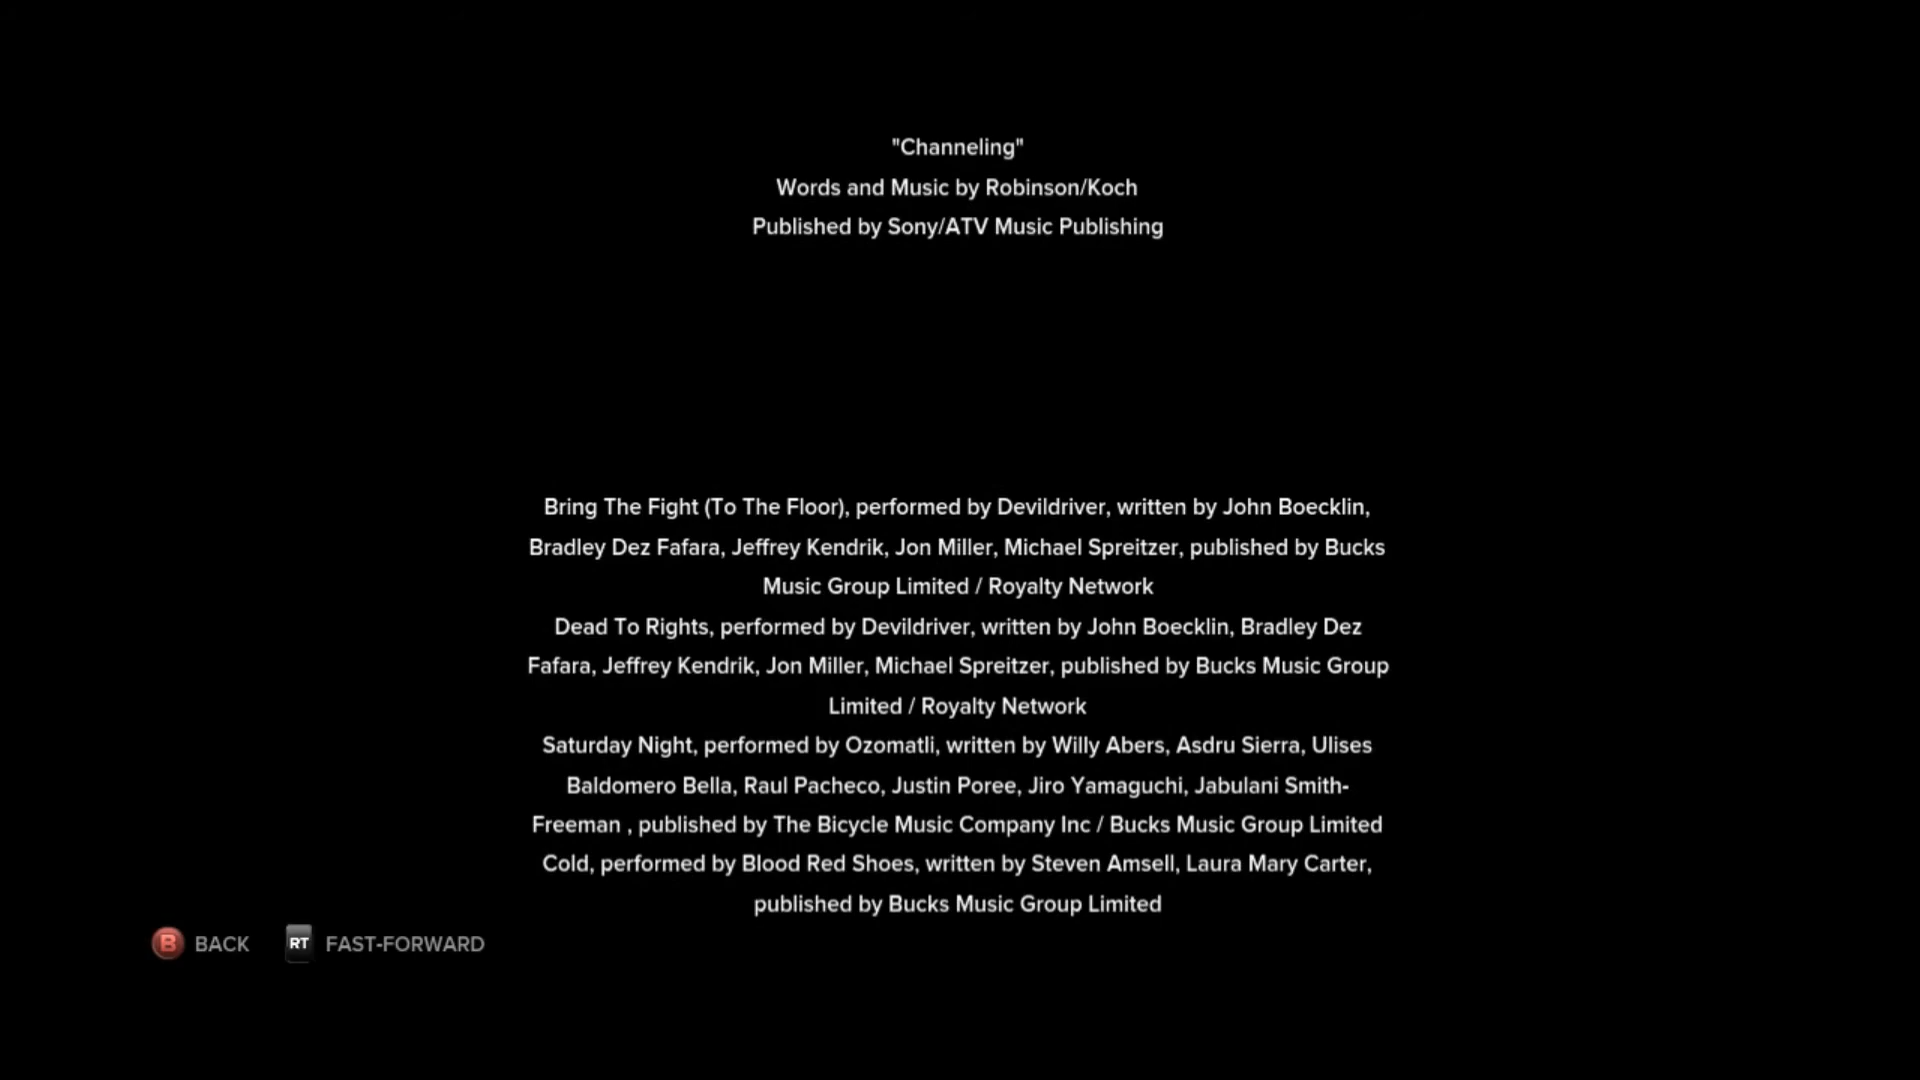 "Channeling"
Words and Music by Robinson/Koch
Published by Sony/ATV Music Publishing
Bring The Fight (To The Floor), performed by Devildriver, written by John Boecklin,
Bradley Dez Fafara, Jeffrey Kendrik, Jon Miller, Michael Spreitzer, published by Bucks
Music Group Limited / Royalty Network
Dead To Rights, performed by Devildriver, written by John Boecklin, Bradley Dez
Fafara, Jeffrey Kendrik, Jon Miller, Michael Spreitzer, published by Bucks Music Group
Limited / Royalty Network
Saturday Night, performed by Ozomatli, written by Willy Abers, Asdru Sierra, Ulises
Baldomero Bella, Raul Pacheco, Justin Poree, Jiro Yamaguchi, Jabulani Smith-
Freeman , published by The Bicycle Music Company Inc / Bucks Music Group Limited
Cold, performed by Blood Red Shoes, written by Steven Amsell, Laura Mary Carter,
published by Bucks Music Group Limited
B BACK RT FAST-FORWARD